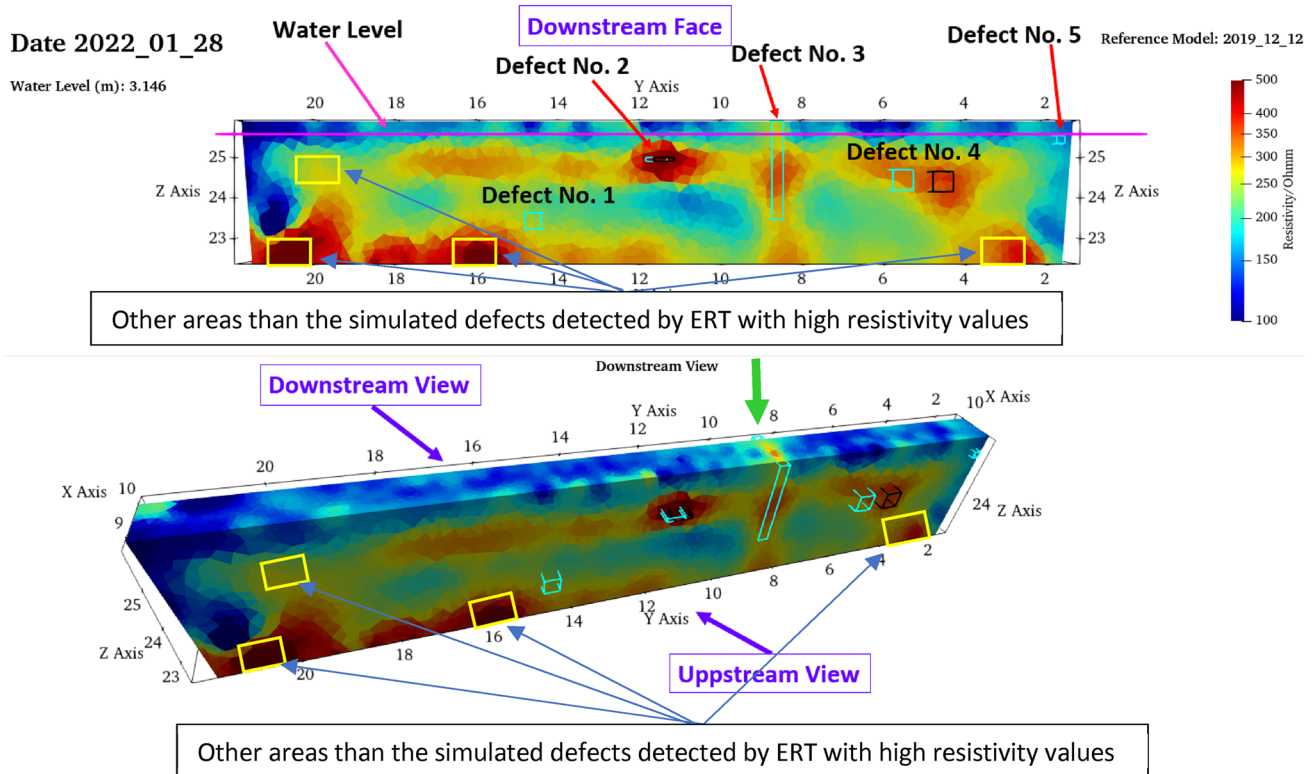 Date 2022_01_28
Water Level (m): 3.146
Water Level
Downstream Face
Defect No. 2
Defect No. 3
Defect No. 5
Reference Model: 2019_12_12
Y Axis
20 18 16 14 12 10 8 6 4 2
25
24
23
Z Axis
Defect No. 1
Defect No. 4
25
24
23
Z Axis
20 18 16 14 12 10 8 6 4 2
500
400
350
300
250
200
150
100
Resistivity/Ohmm
Other areas than the simulated defects detected by ERT with high resistivity values
Downstream View
Downstream View
Y Axis
20 18 16 14 12 10 8 6 4 2
10 X Axis
X Axis 10
9
25
24
23
Z Axis
24 Z Axis
20 18 16 14 12 10 8 6 4 2
Y Axis
Uppstream View
Other areas than the simulated defects detected by ERT with high resistivity values